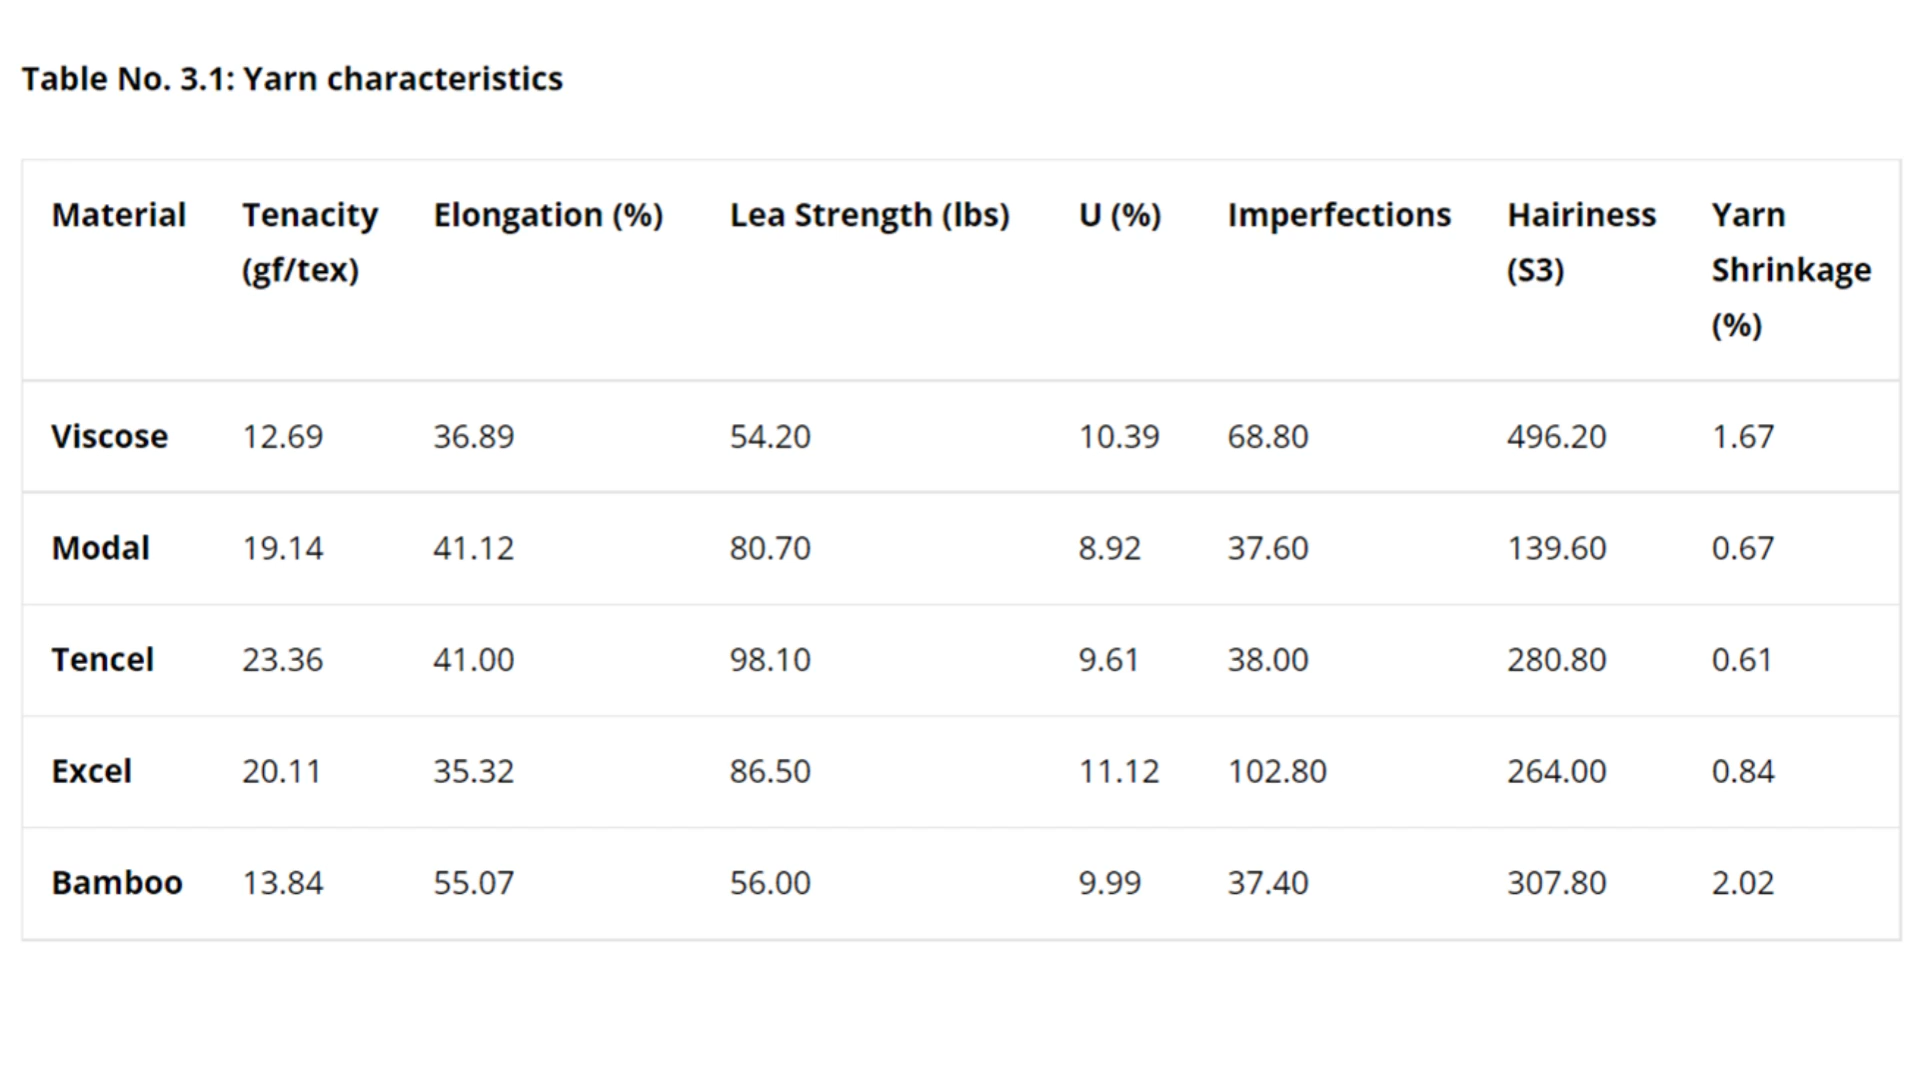 Table No. 3.1: Yarn characteristics
Material Tenacity (gf/tex) Elongation (%) Lea Strength (lbs) U (%) Imperfections Hairiness (S3) Yarn Shrinkage (%)
Viscose 12.69 36.89 54.20 10.39 68.80 496.20 1.67
Modal 19.14 41.12 80.70 8.92 37.60 139.60 0.67
Tencel 23.36 41.00 98.10 9.61 38.00 280.80 0.61
Excel 20.11 35.32 86.50 11.12 102.80 264.00 0.84
Bamboo 13.84 55.07 56.00 9.99 37.40 307.80 2.02